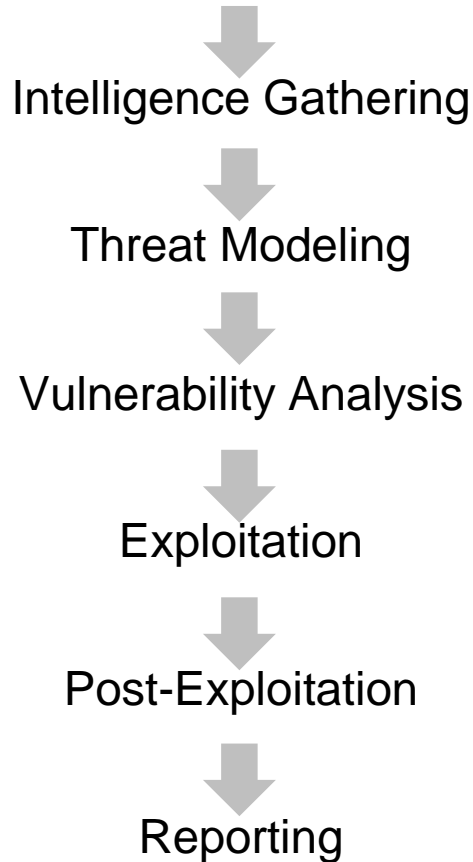 Intelligence Gathering
Threat Modeling
Vulnerability Analysis
Exploitation
Post-Exploitation
Reporting